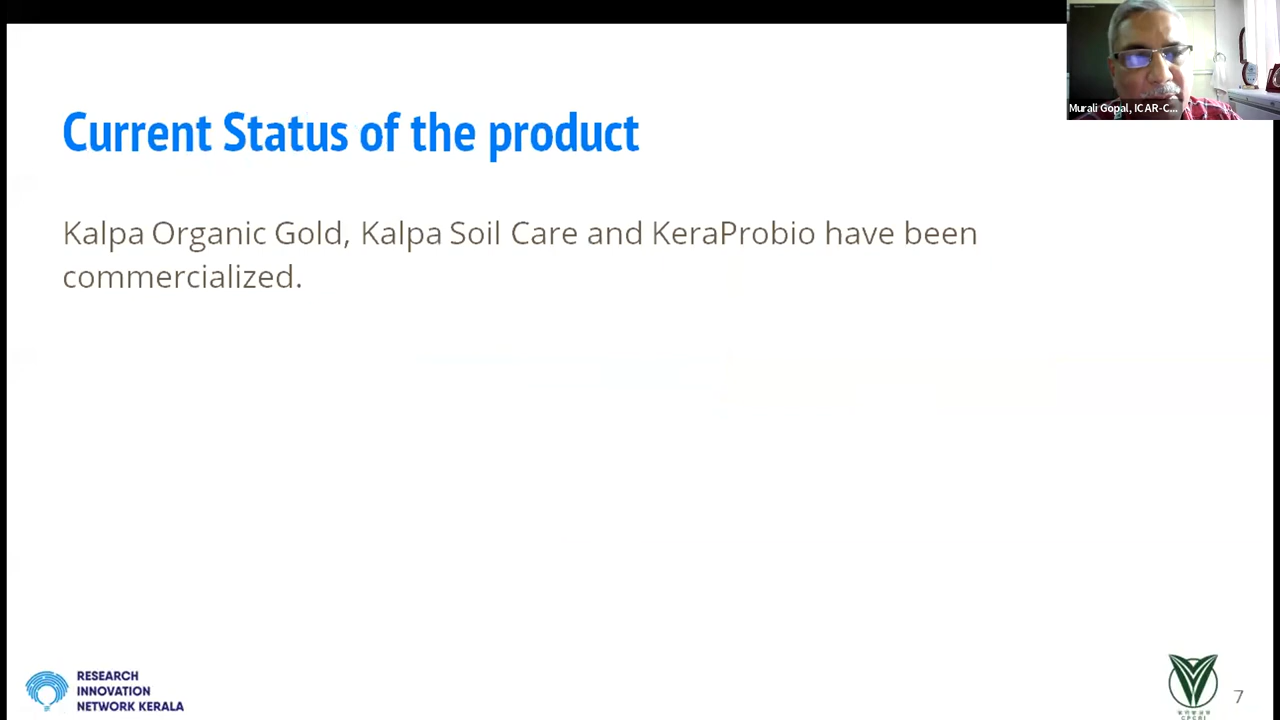 Murali Gopal, ICAR-C...
Current Status of the product
Kalpa Organic Gold, Kalpa Soil Care and KeraProbio have been
commercialized.
RESEARCH
INNOVATION
NETWORK KERALA
CPCRI
7